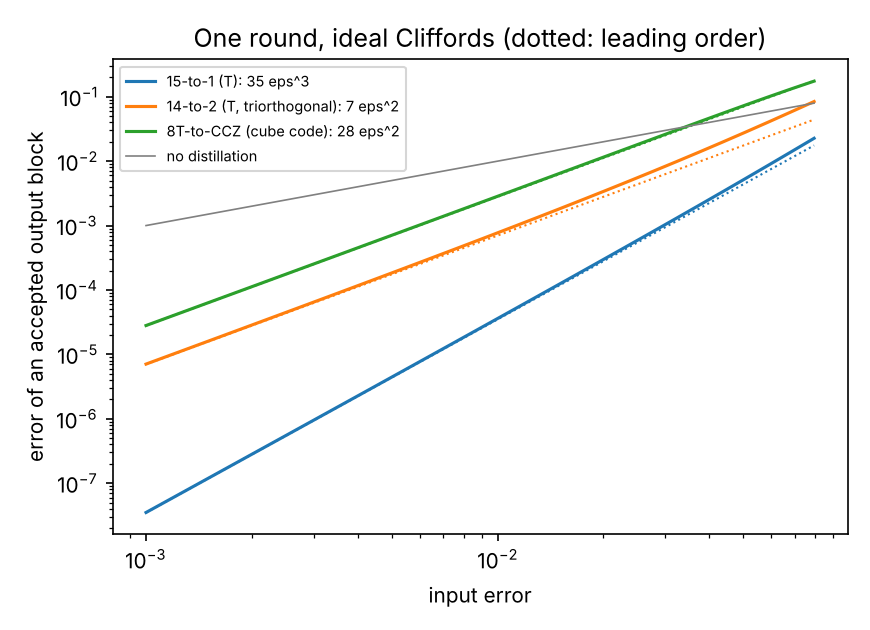 One round, ideal Cliffords (dotted: leading order)
15-to-1 (T): 35 eps^3
14-to-2 (T, triorthogonal): 7 eps^2
8T-to-CCZ (cube code): 28 eps^2
no distillation
error of an accepted output block
10⁻¹
10⁻²
10⁻³
10⁻⁴
10⁻⁵
10⁻⁶
10⁻⁷
10⁻³ 10⁻²
input error